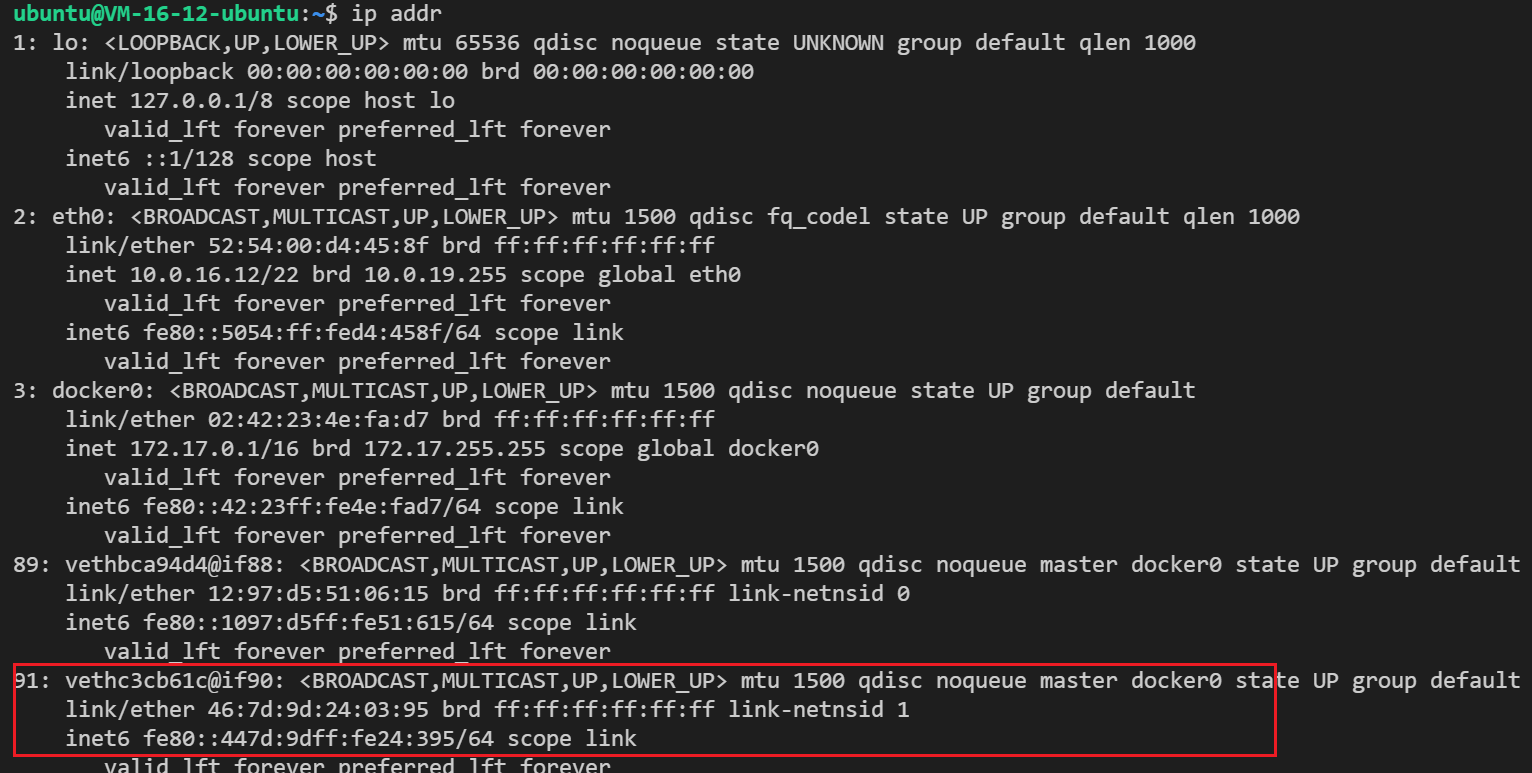 ubuntu@VM-16-12-ubuntu:~$ ip addr
1: lo: <LOOPBACK,UP,LOWER_UP> mtu 65536 qdisc noqueue state UNKNOWN group default qlen 1000
    link/loopback 00:00:00:00:00:00 brd 00:00:00:00:00:00
    inet 127.0.0.1/8 scope host lo
       valid_lft forever preferred_lft forever
    inet6 ::1/128 scope host
       valid_lft forever preferred_lft forever
2: eth0: <BROADCAST,MULTICAST,UP,LOWER_UP> mtu 1500 qdisc fq_codel state UP group default qlen 1000
    link/ether 52:54:00:d4:45:8f brd ff:ff:ff:ff:ff:ff
    inet 10.0.16.12/22 brd 10.0.19.255 scope global eth0
       valid_lft forever preferred_lft forever
    inet6 fe80::5054:ff:fed4:458f/64 scope link
       valid_lft forever preferred_lft forever
3: docker0: <BROADCAST,MULTICAST,UP,LOWER_UP> mtu 1500 qdisc noqueue state UP group default
    link/ether 02:42:23:4e:fa:d7 brd ff:ff:ff:ff:ff:ff
    inet 172.17.0.1/16 brd 172.17.255.255 scope global docker0
       valid_lft forever preferred_lft forever
    inet6 fe80::42:23ff:fe4e:fad7/64 scope link
       valid_lft forever preferred_lft forever
89: vethbca94d4@if88: <BROADCAST,MULTICAST,UP,LOWER_UP> mtu 1500 qdisc noqueue master docker0 state UP group default
    link/ether 12:97:d5:51:06:15 brd ff:ff:ff:ff:ff:ff link-netnsid 0
    inet6 fe80::1097:d5ff:fe51:615/64 scope link
       valid_lft forever preferred_lft forever
91: vethc3cb61c@if90: <BROADCAST,MULTICAST,UP,LOWER_UP> mtu 1500 qdisc noqueue master docker0 state UP group default
    link/ether 46:7d:9d:24:03:95 brd ff:ff:ff:ff:ff:ff link-netnsid 1
    inet6 fe80::447d:9dff:fe24:395/64 scope link
       valid_lft forever preferred_lft forever